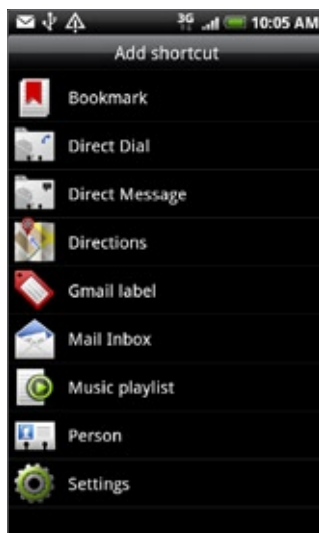 3G 10:05 AM
Add shortcut
Bookmark
Direct Dial
Direct Message
Directions
Gmail label
Mail Inbox
Music playlist
Person
Settings